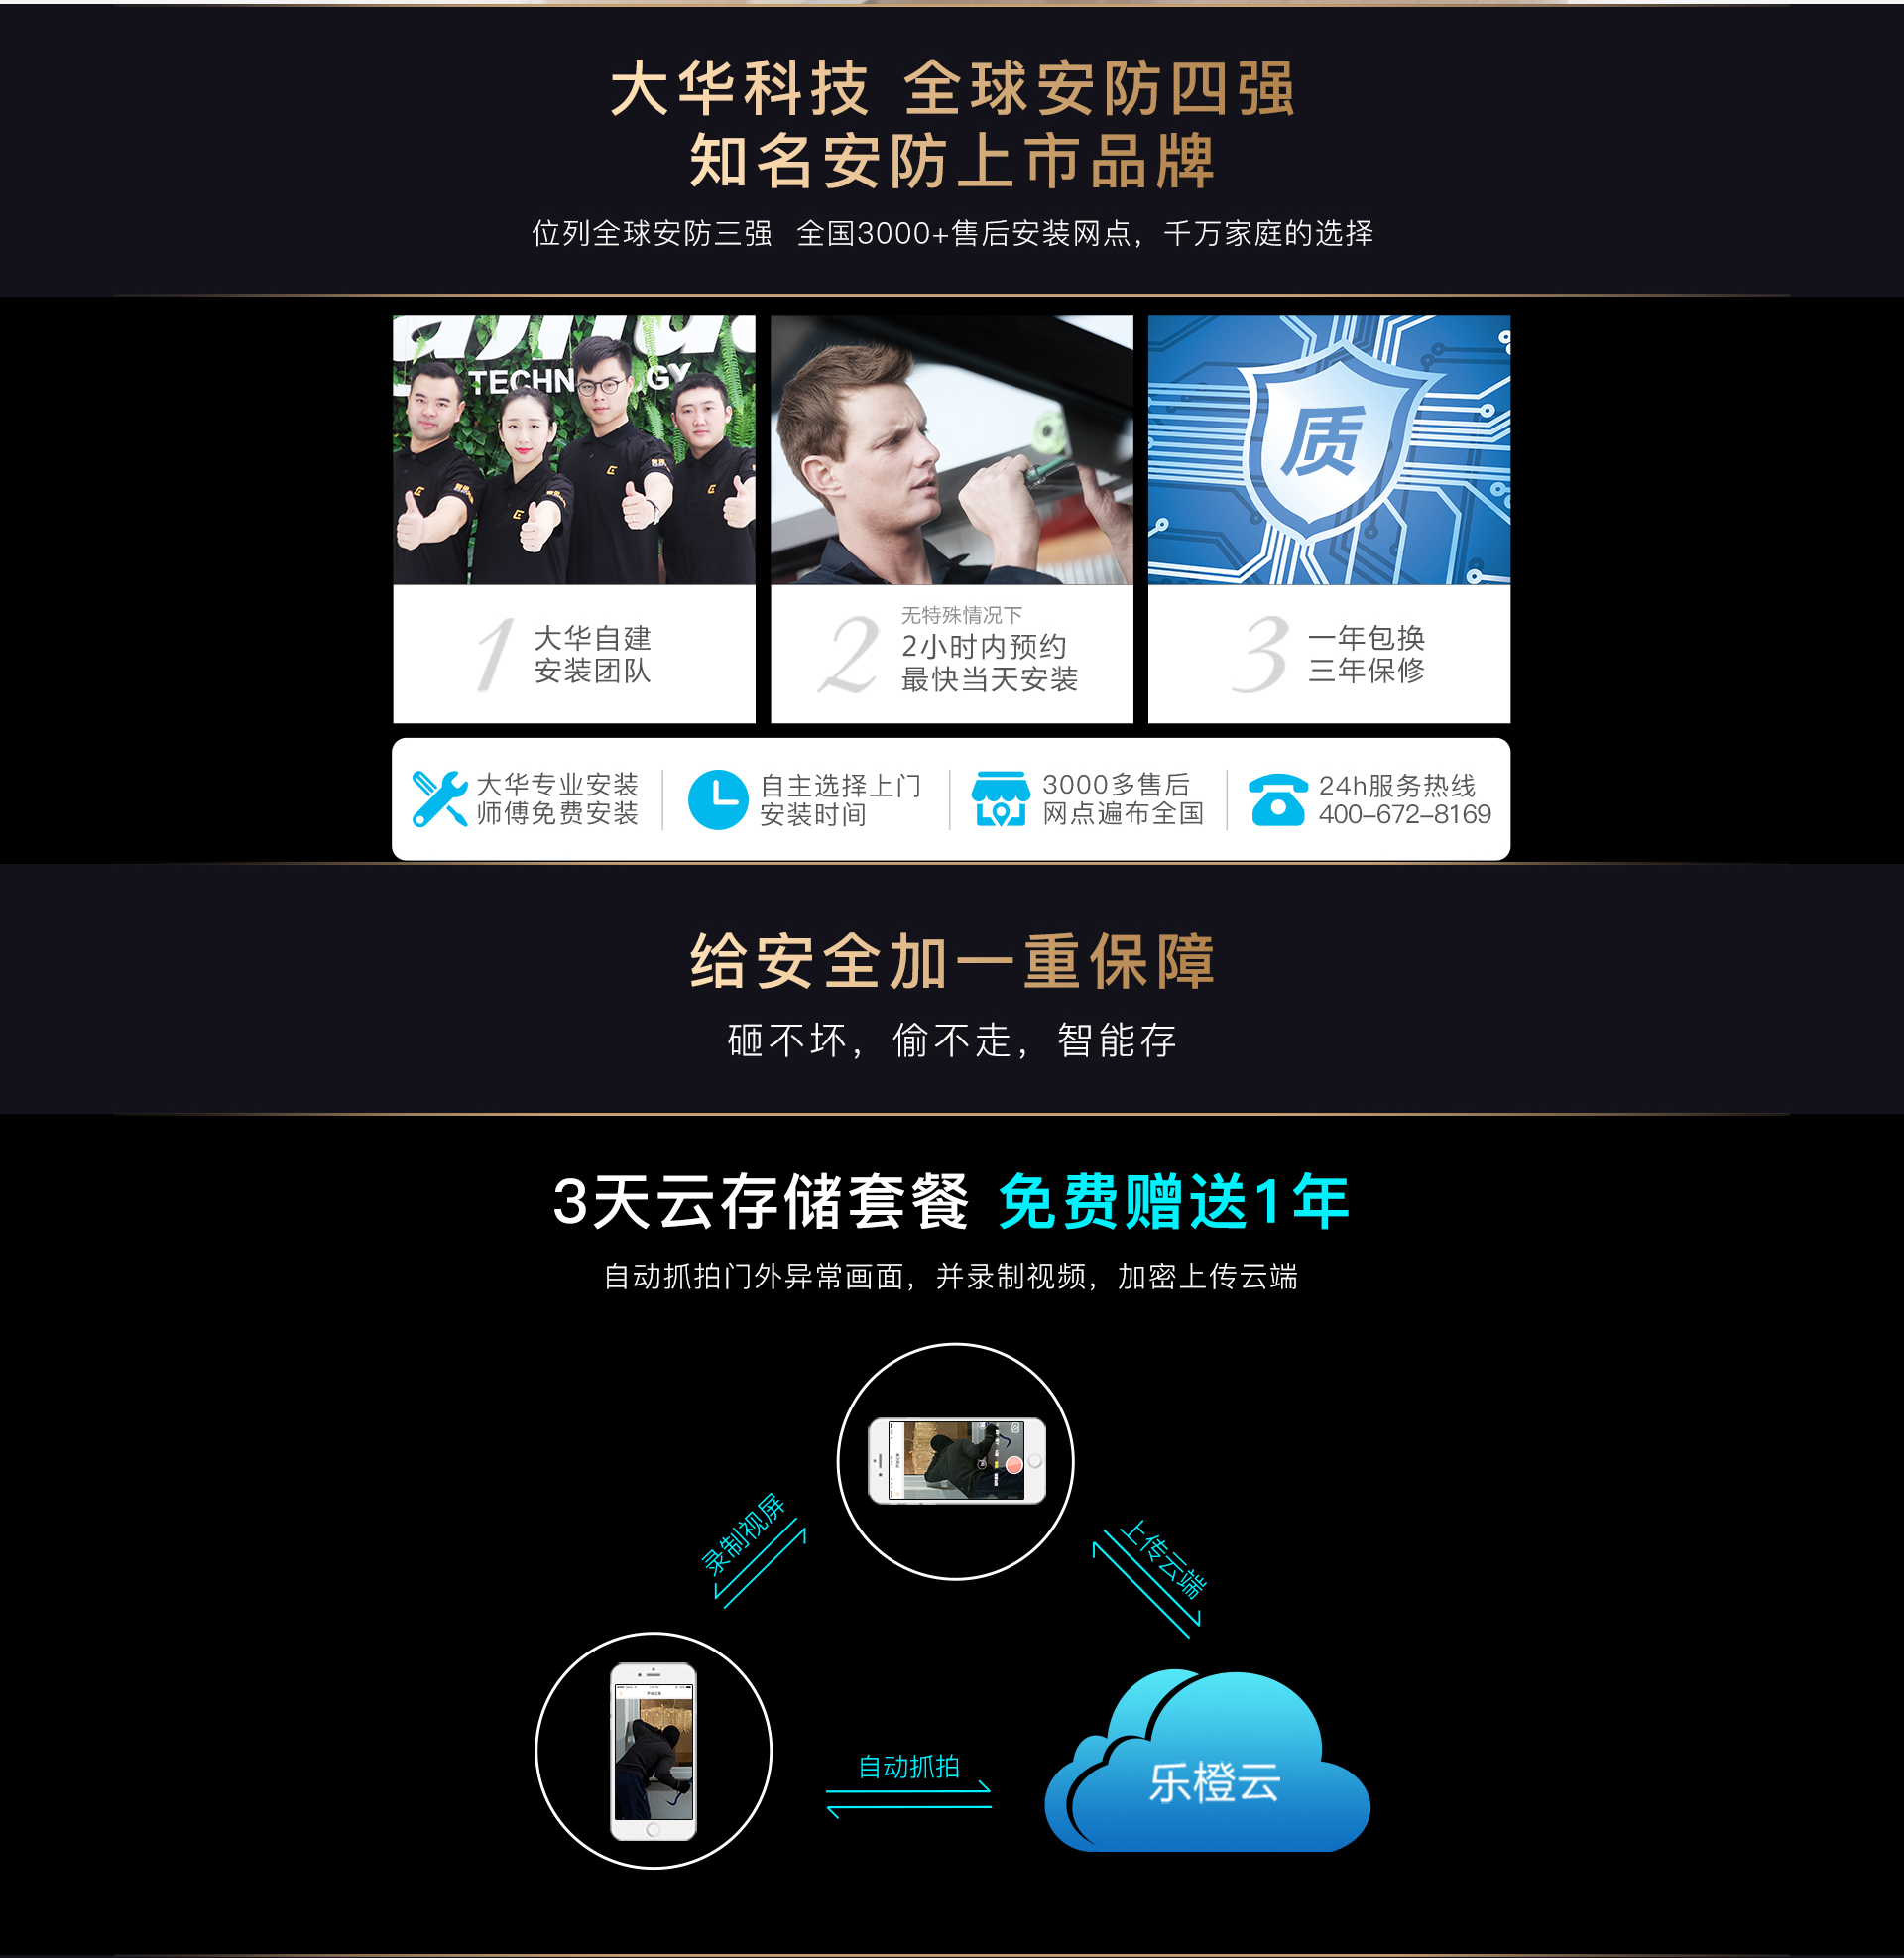 大华科技 全球安防四强
知名安防上市品牌
位列全球安防三强 全国3000+售后安装网点，千万家庭的选择
TECHN
GY
质
1
大华自建
安装团队
2
无特殊情况下
2小时内预约
最快当天安装
3
一年包换
三年保修
大华专业安装
师傅免费安装
自主选择上门
安装时间
3000多售后
网点遍布全国
24h服务热线
400-672-8169
给安全加一重保障
砸不坏，偷不走，智能存
3天云存储套餐 免费赠送1年
自动抓拍门外异常画面，并录制视频，加密上传云端
录制视屏
上传云端
自动抓拍
乐橙云